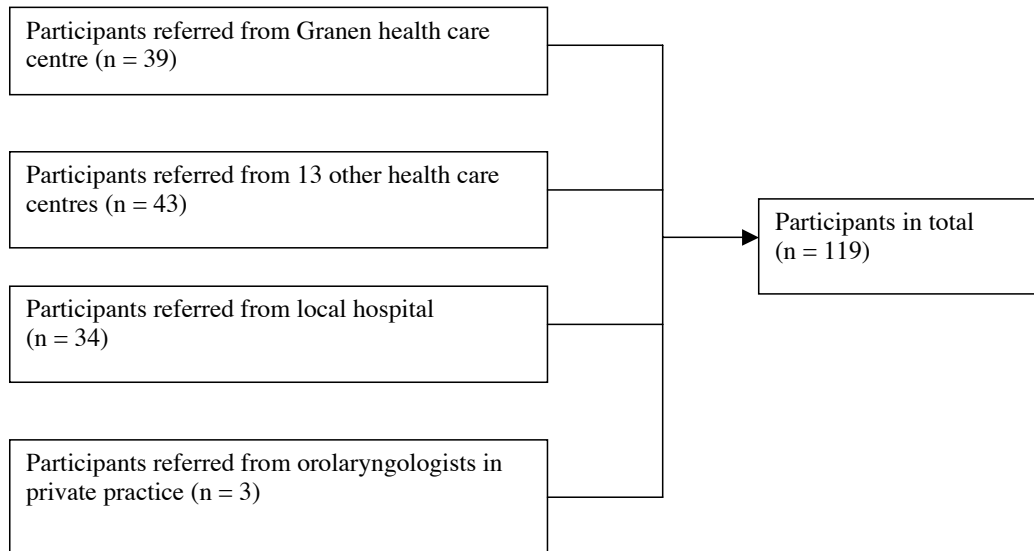 Participants referred from Granen health care
centre (n = 39)
Participants referred from 13 other health care
centres (n = 43)
Participants in total
(n = 119)
Participants referred from local hospital
(n = 34)
Participants referred from orolaryngologists in
private practice (n = 3)